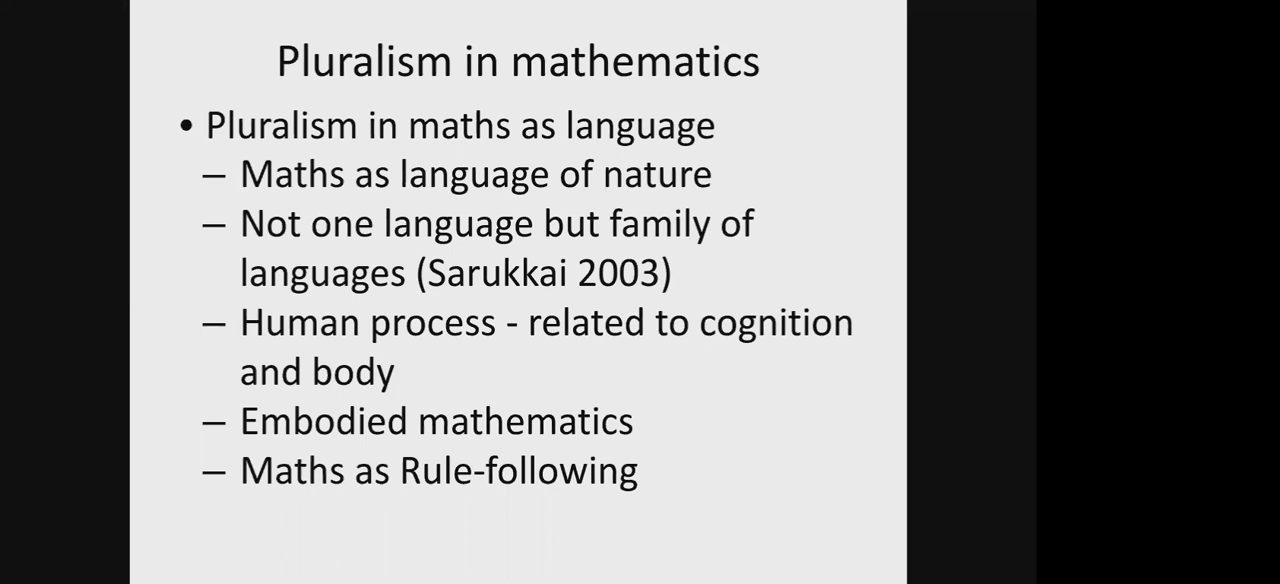 Pluralism in mathematics
• Pluralism in maths as language
– Maths as language of nature
– Not one language but family of
languages (Sarukkai 2003)
– Human process - related to cognition
and body
– Embodied mathematics
– Maths as Rule-following